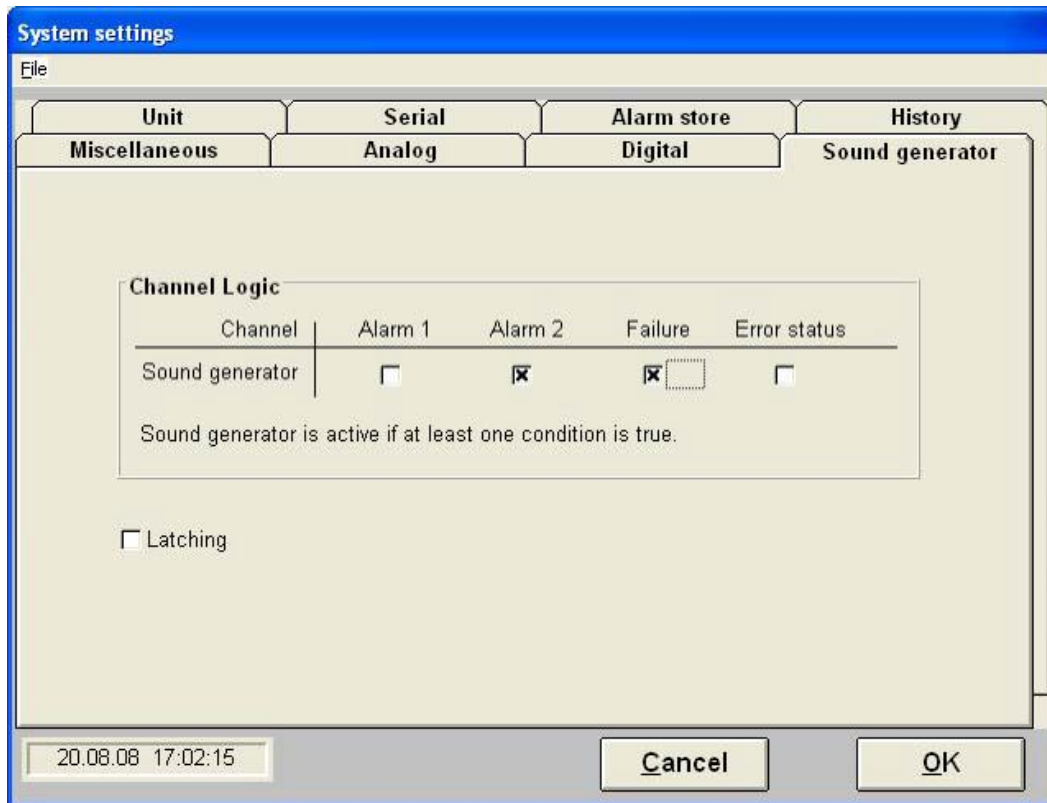 System settings
File
Unit Serial Alarm store History
Miscellaneous Analog Digital Sound generator
Channel Logic
Channel Alarm 1 Alarm 2 Failure Error status
Sound generator
Sound generator is active if at least one condition is true.
Latching
20.08.08 17:02:15 Cancel OK